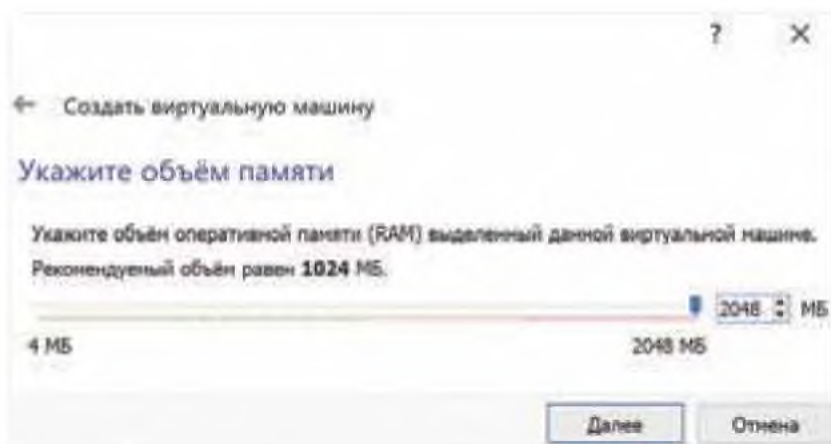 ?
Создать виртуальную машину
Укажите объём памяти
Укажите объём оперативной памяти (RAM) выделенный данной виртуальной машине.
Рекомендуемый объём равен 1024 МБ.
2048 МБ
4 МБ 2048 МБ
Далее Отмена